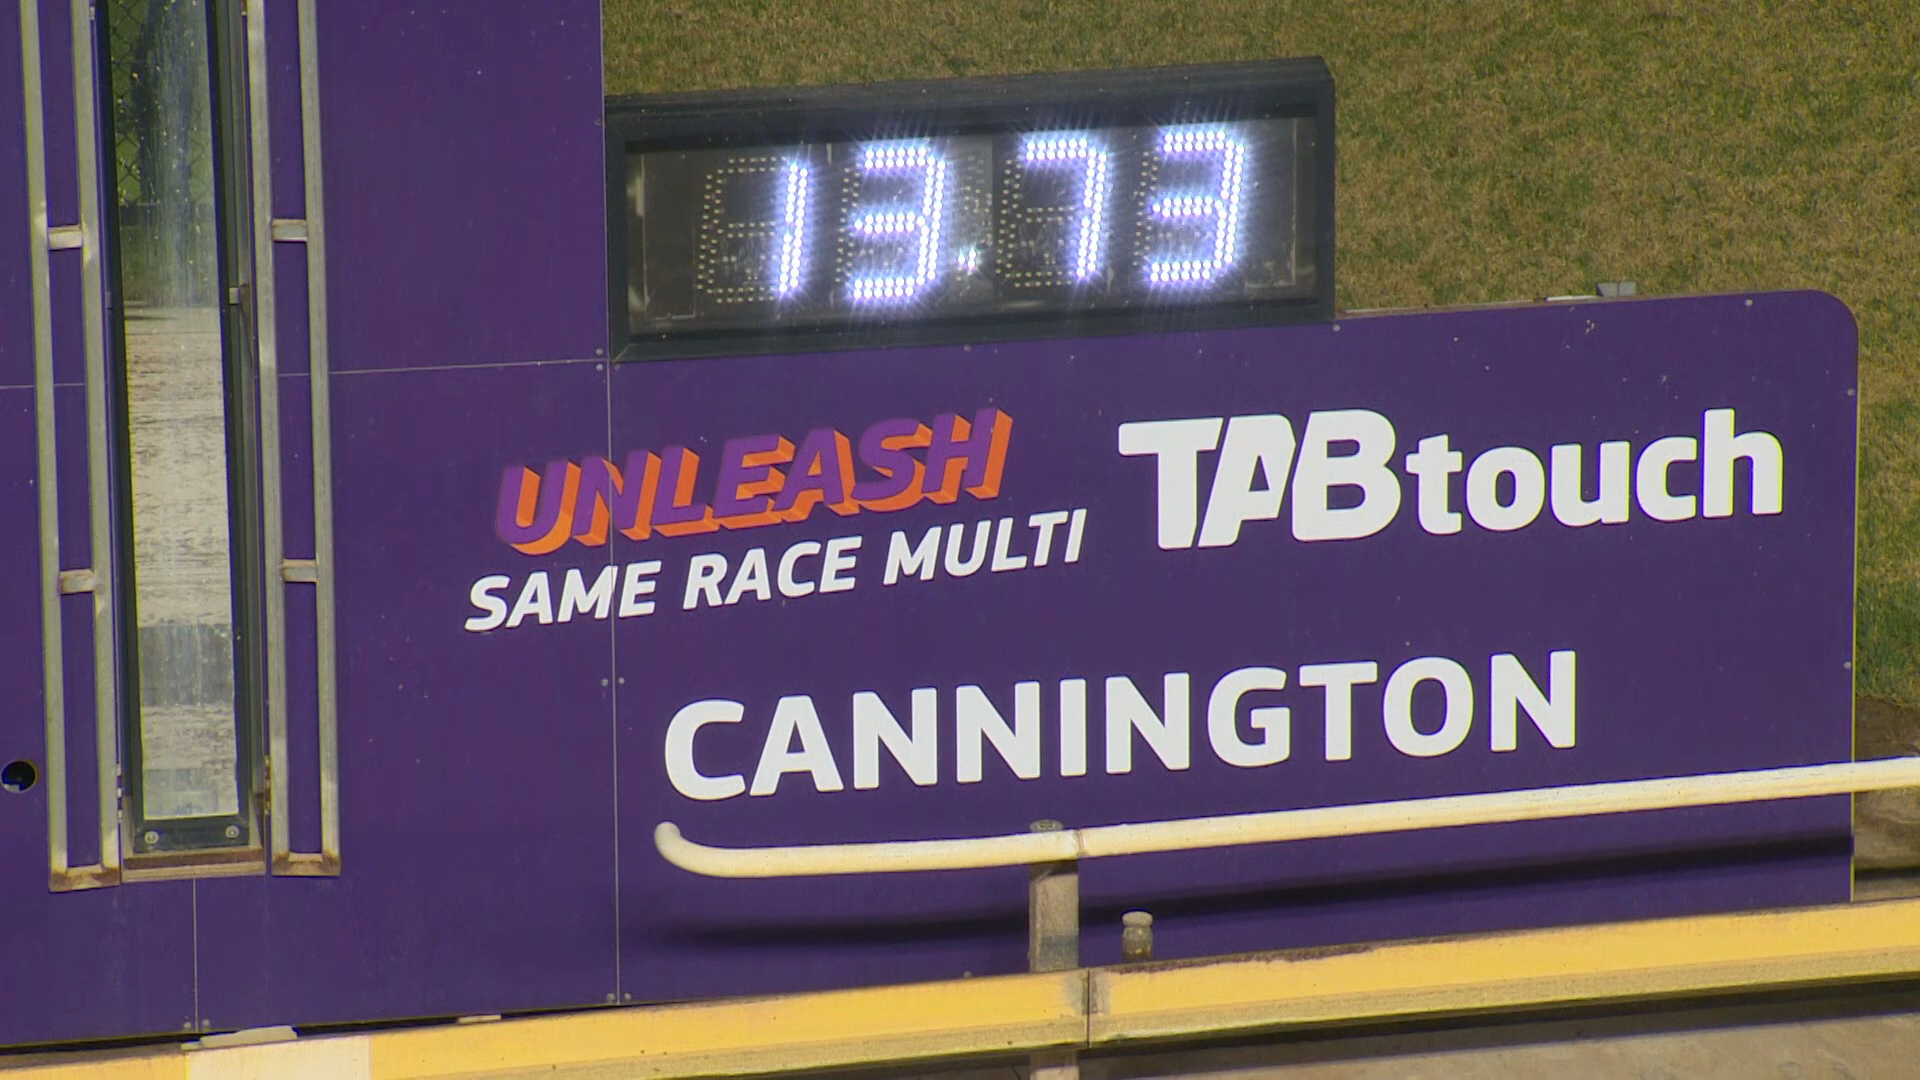 13.73
UNLEASH
SAME RACE MULTI
TABtouch
CANNINGTON